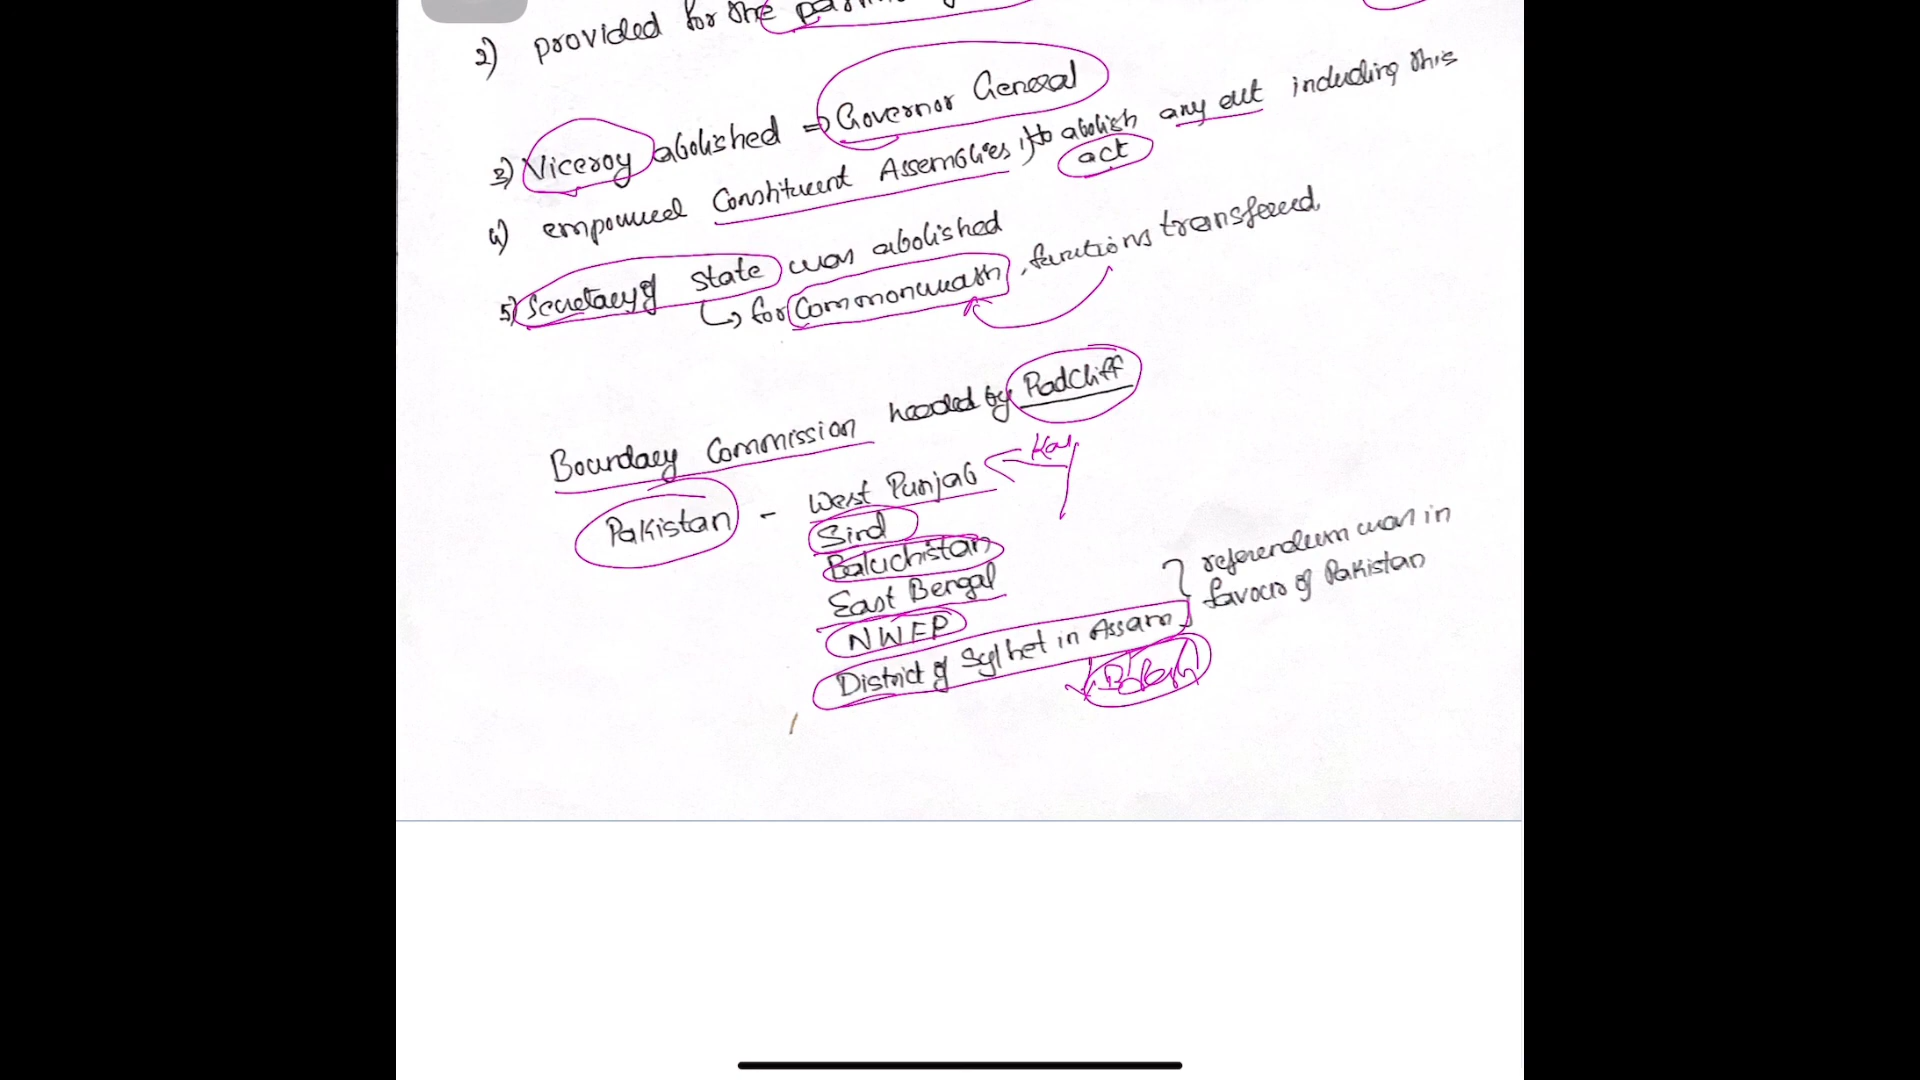 2) provided for the
3) Viceroy abolished => Governor General
4) empowered Constituent Assemblies, to abolish any act including this
act
5) Secretary of state was abolished
↳ for Commonwealth, functions transferred
Boundary Commission headed by Radcliff
Pakistan - West Punjab
Sind
Baluchistan
East Bengal
NWFP
District of Sylhet in Assam
} referendum was in
favour of Pakistan